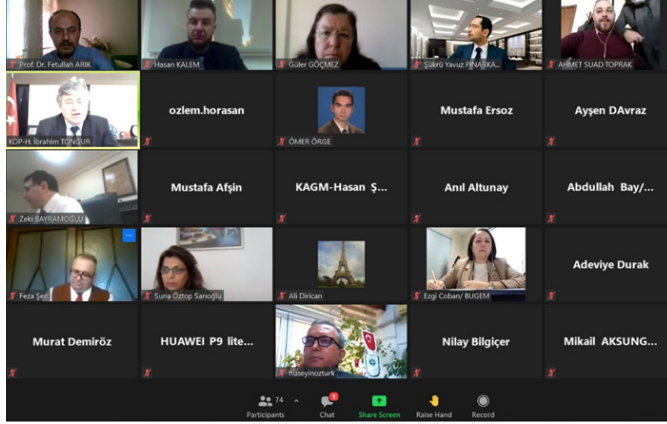 Prof. Dr. Fetullah ARIK
Hasan KALEM
Güler GÖÇMEZ
Şükrü Yavuz PINARKA...
AHMET SUAD TOPRAK
KOP-H. İbrahim TONGUR
ozlem.horasan
ÖMER ÖRGE
Mustafa Ersoz
Ayşen DAvraz
Zeki BAYRAMOĞLU
Mustafa Afşin
KAGM-Hasan Ş...
Anıl Altunay
Abdullah Bay/...
Feza Şen
Suna Öztop Sarıoğlu
Ali Dirican
Ezgi Coban/ BUGEM
Adeviye Durak
Murat Demiröz
HUAWEI P9 lite...
huseyinozturk
Nilay Bilgiçer
Mikail AKSUNG...
74
1
Participants
Chat
Share Screen
Raise Hand
Record